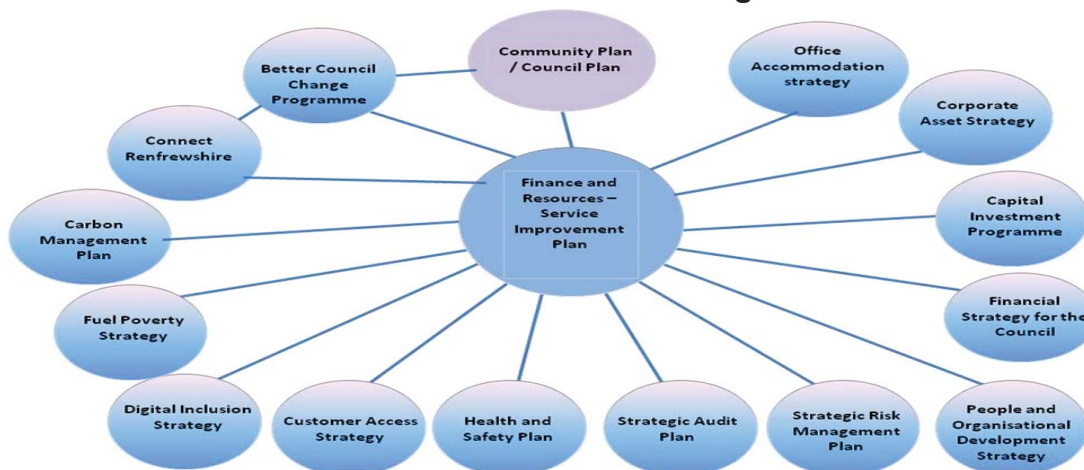 Community Plan
/ Council Plan
Office
Accommodation
strategy
Better Council
Change
Programme
Corporate
Asset Strategy
Connect
Renfrewshire
Finance and
Resources –
Service
Improvement
Plan
Capital
Investment
Programme
Carbon
Management
Plan
Financial
Strategy for the
Council
Fuel Poverty
Strategy
Digital Inclusion
Strategy
Customer Access
Strategy
Health and
Safety Plan
Strategic Audit
Plan
Strategic Risk
Management
Plan
People and
Organisational
Development
Strategy